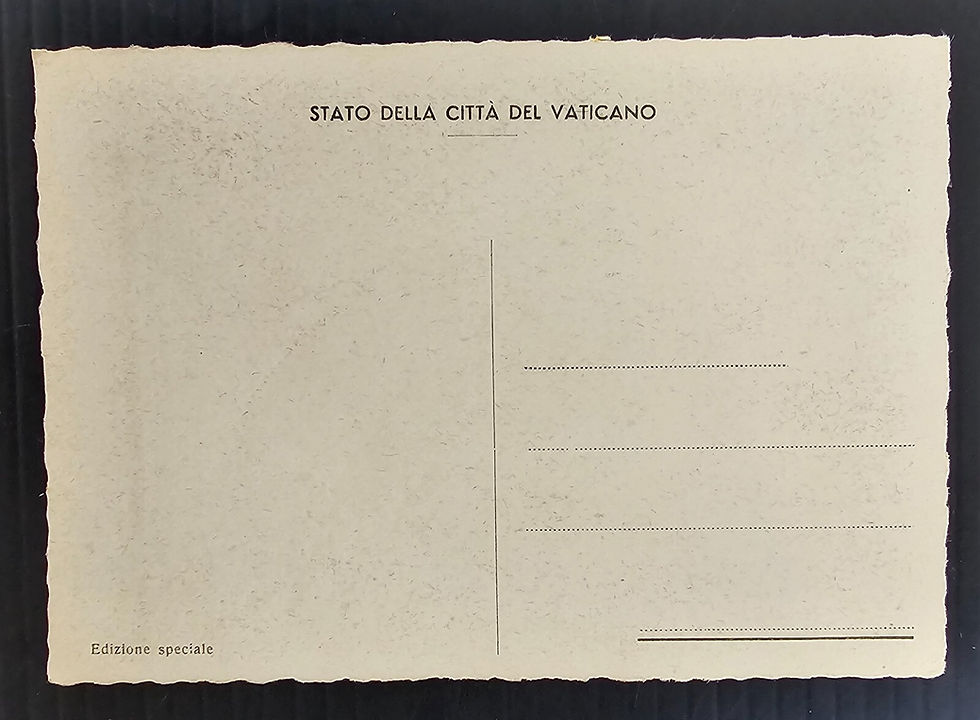 STATO DELLA CITTÀ DEL VATICANO
Edizione speciale